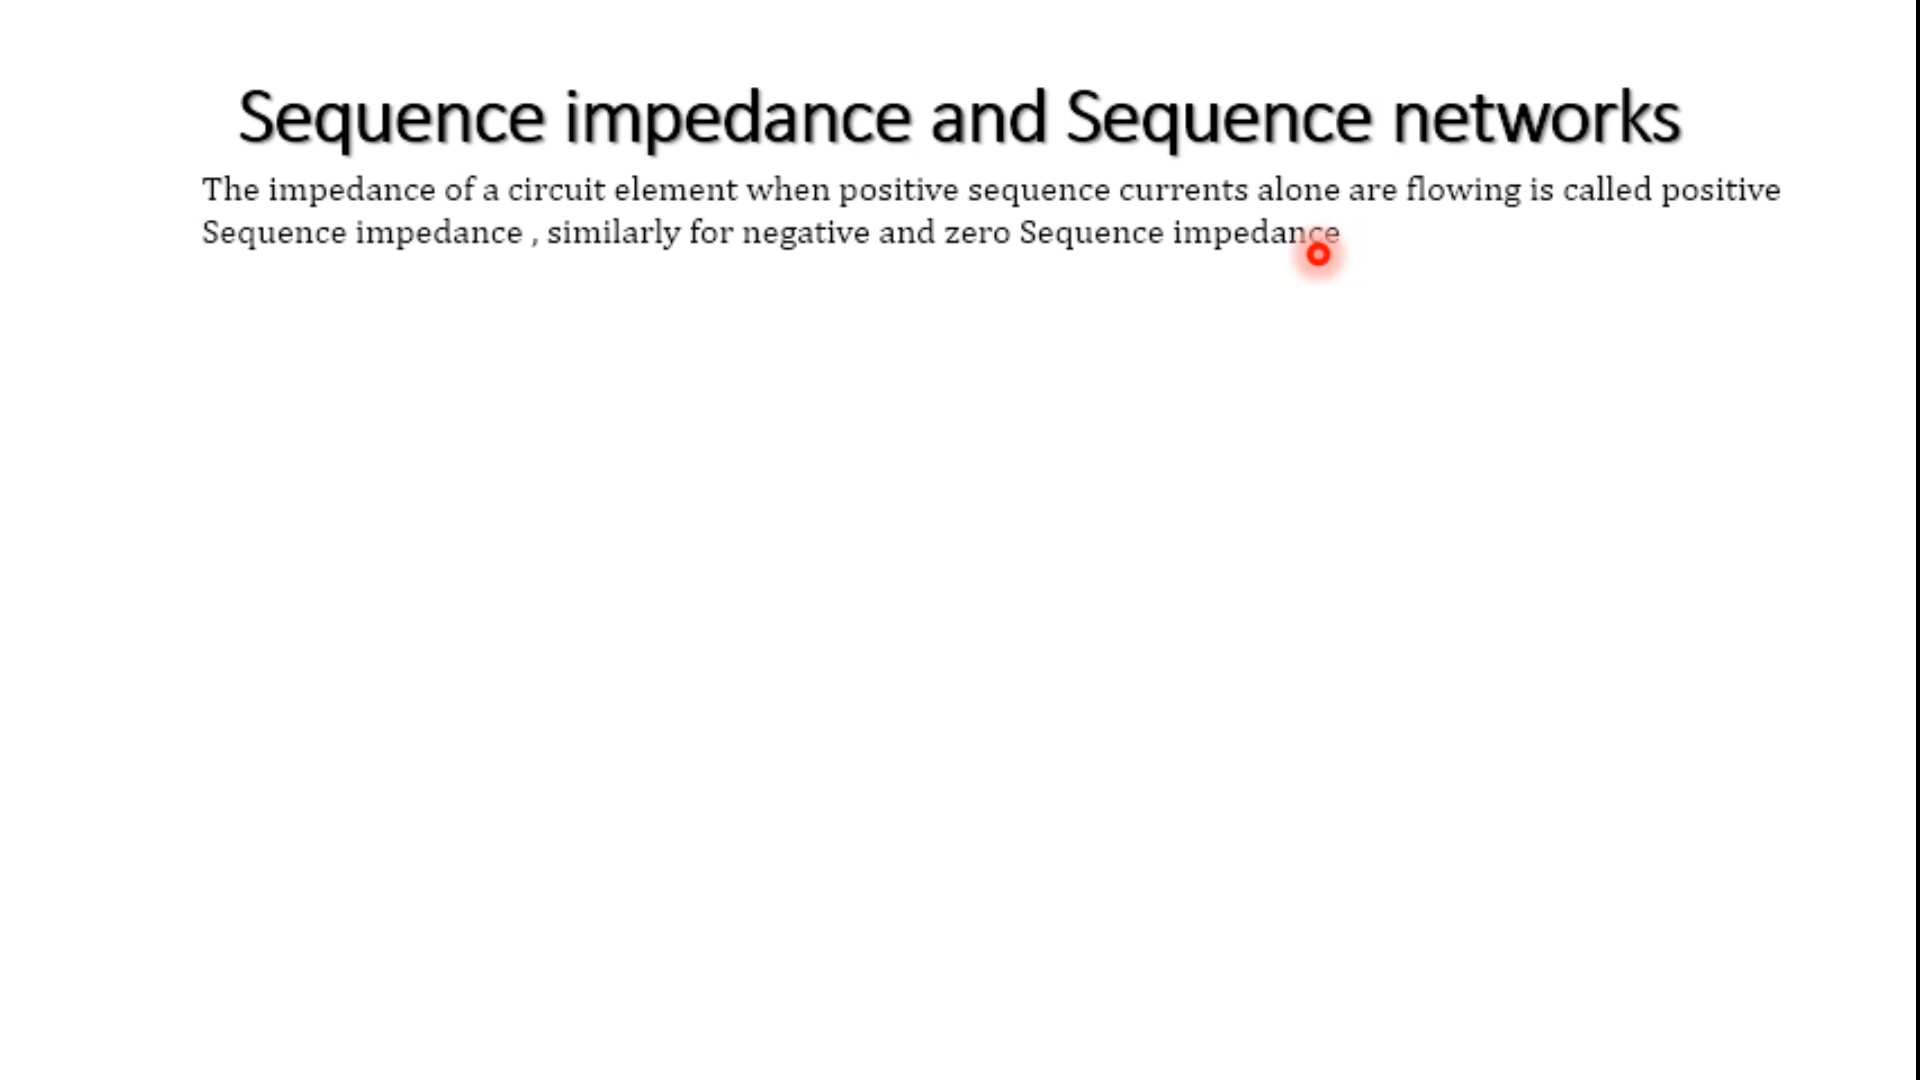 Sequence impedance and Sequence networks
The impedance of a circuit element when positive sequence currents alone are flowing is called positive
Sequence impedance , similarly for negative and zero Sequence impedance